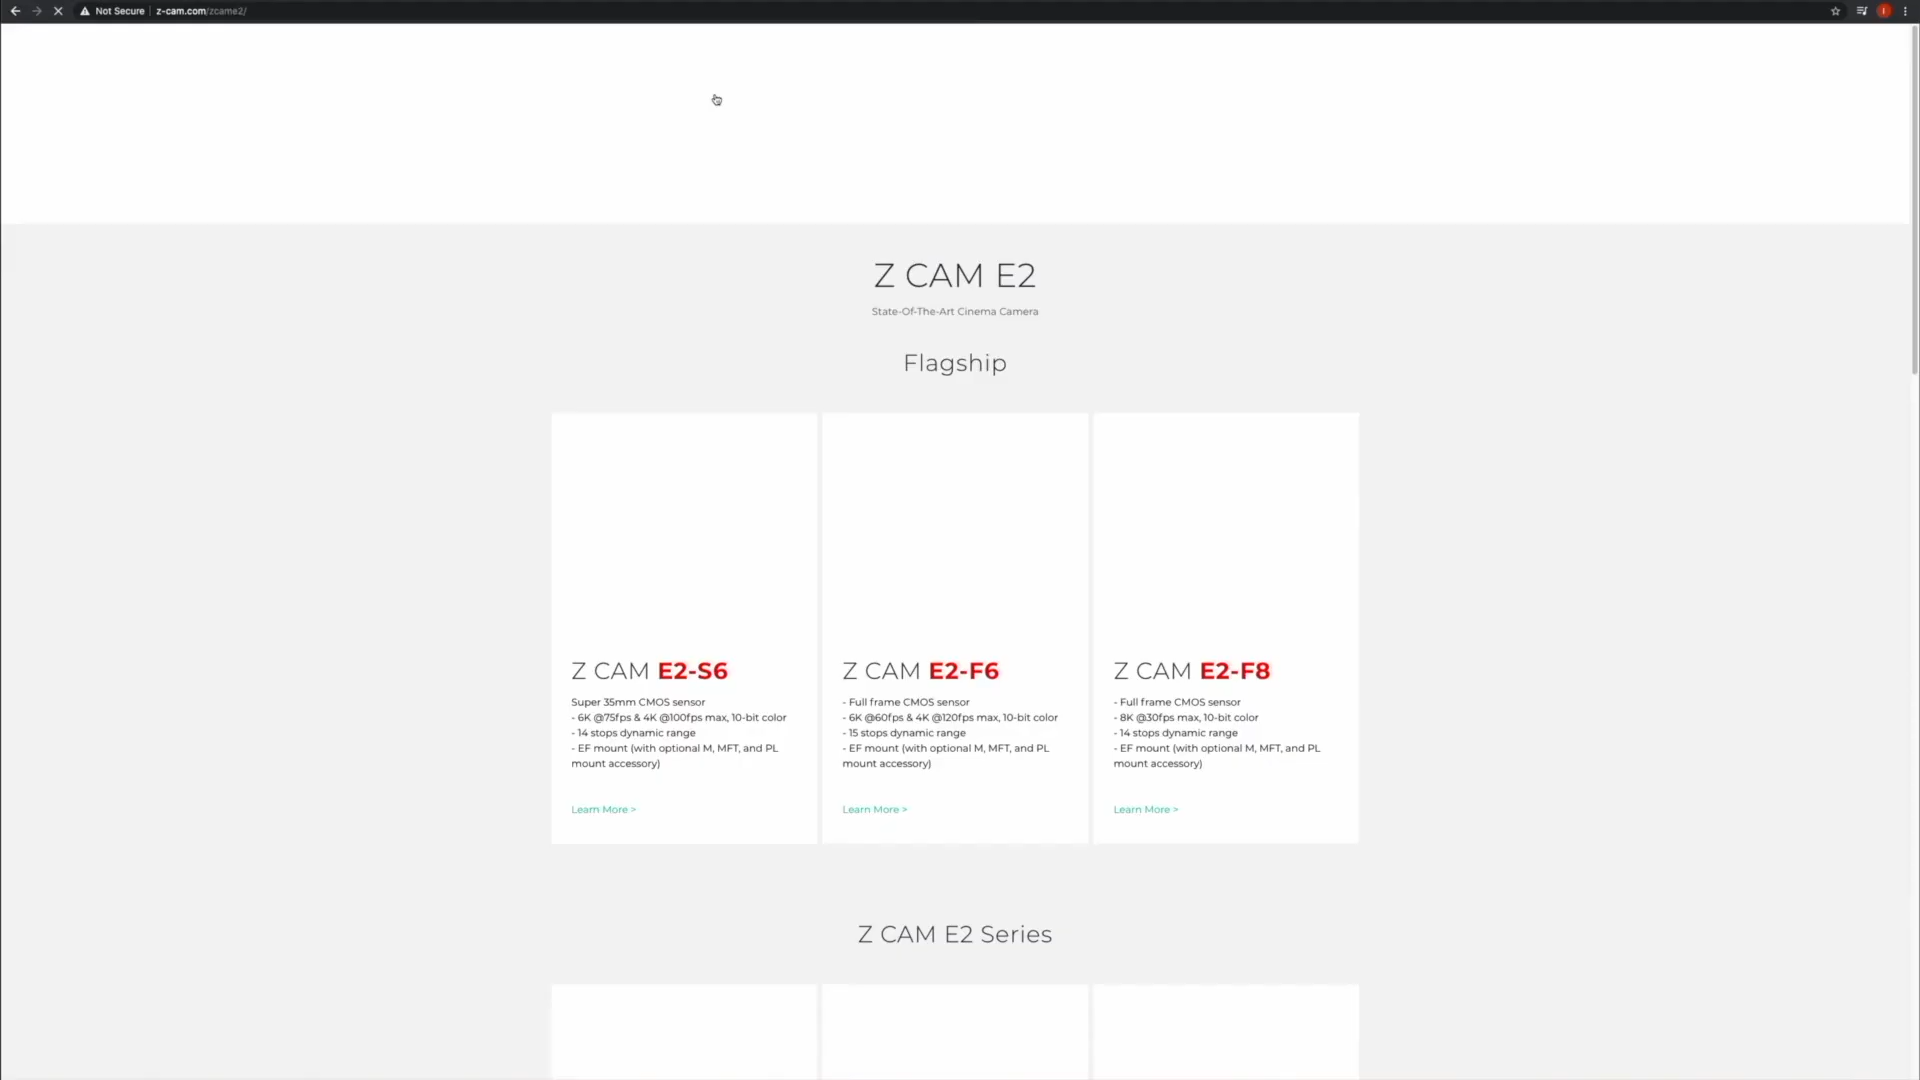 Not Secure
z-cam.com/zcame2/
Z CAM E2
State-Of-The-Art Cinema Camera
Flagship
Z CAM E2-S6
Super 35mm CMOS sensor
- 6K @75fps & 4K @100fps max, 10-bit color
- 14 stops dynamic range
- EF mount (with optional M, MFT, and PL
mount accessory)
Learn More >
Z CAM E2-F6
- Full frame CMOS sensor
- 6K @60fps & 4K @120fps max, 10-bit color
- 15 stops dynamic range
- EF mount (with optional M, MFT, and PL
mount accessory)
Learn More >
Z CAM E2-F8
- Full frame CMOS sensor
- 8K @30fps max, 10-bit color
- 14 stops dynamic range
- EF mount (with optional M, MFT, and PL
mount accessory)
Learn More >
Z CAM E2 Series